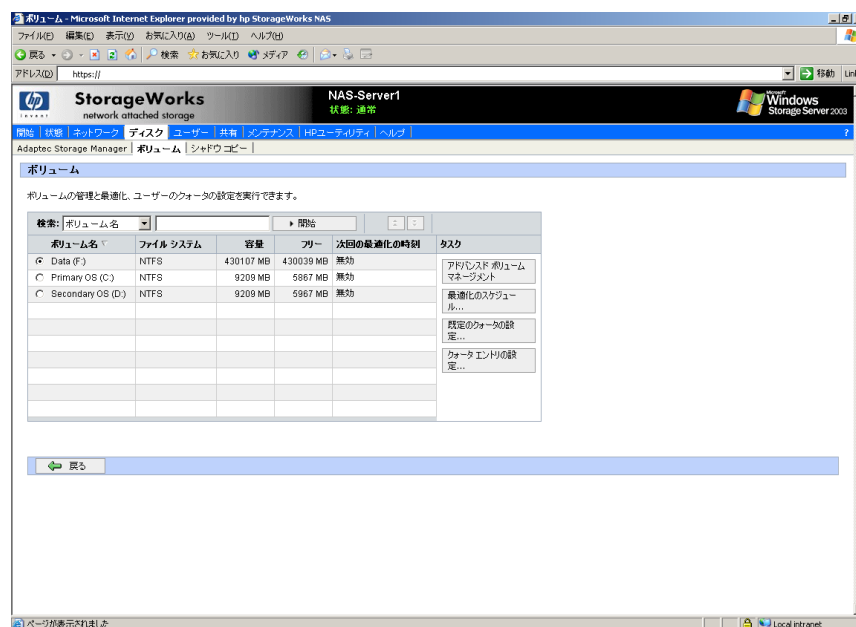 ボリューム - Microsoft Internet Explorer provided by hp StorageWorks NAS
ファイル(F) 編集(E) 表示(V) お気に入り(A) ツール(T) ヘルプ(H)
戻る 検索 お気に入り メディア
アドレス(D) https:// 移動 Lin
hp invent StorageWorks NAS-Server1 Microsoft Windows
network attached storage 状態: 通常 Storage Server 2003
開始 状態 ネットワーク ディスク ユーザー 共有 メンテナンス HPユーティリティ ヘルプ ?
Adaptec Storage Manager ボリューム シャドウ コピー
ボリューム
ボリュームの管理と最適化、ユーザーのクォータの設定を実行できます。
検索: ボリューム名 開始
ボリューム名 ファイル システム 容量 フリー 次回の最適化の時刻 タスク
Data (F:) NTFS 430107 MB 430039 MB 無効
Primary OS (C:) NTFS 9209 MB 5867 MB 無効
Secondary OS (D:) NTFS 9209 MB 5967 MB 無効
アドバンスド ボリューム
マネージメント
最適化のスケジュー
ル...
既定のクォータの設
定...
クォータ エントリの設
定...
戻る
ページが表示されました Local intranet